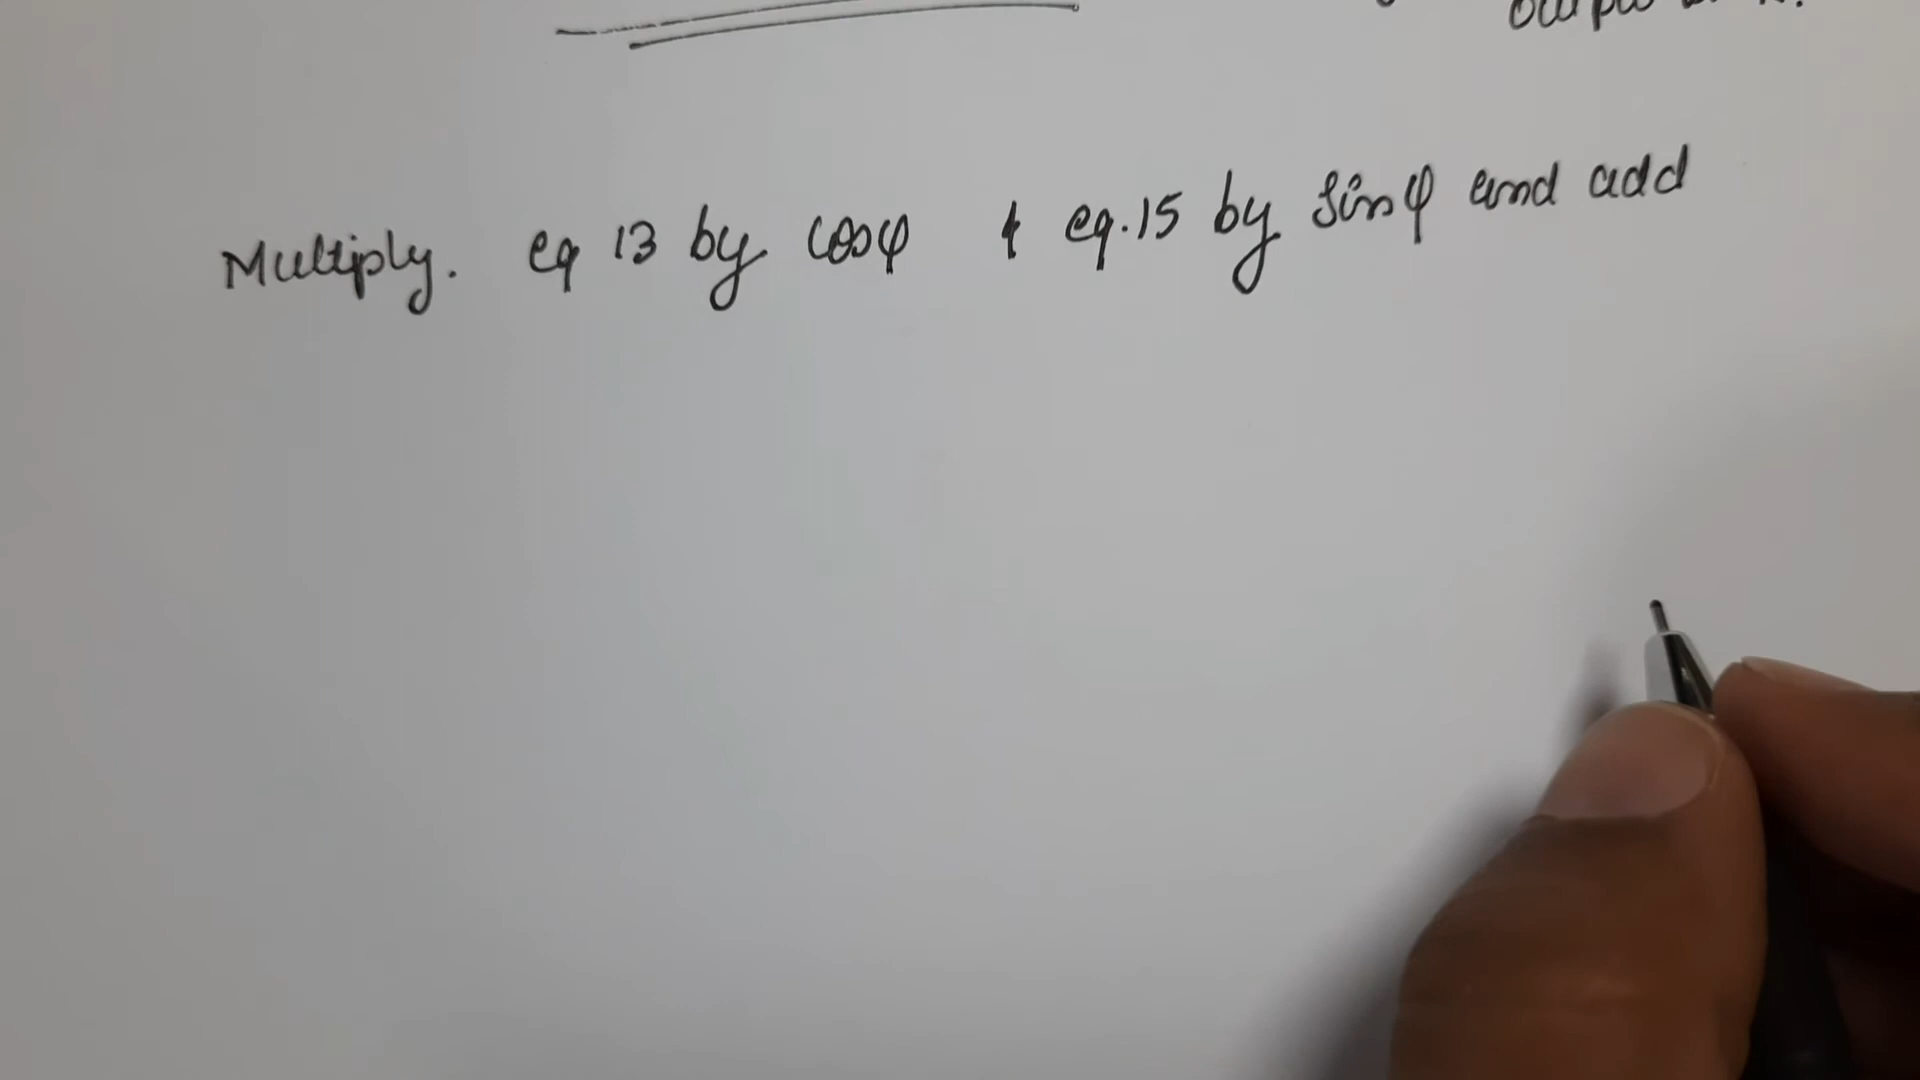 Multiply. eq 13 by cosφ & eq.15 by sinφ and add